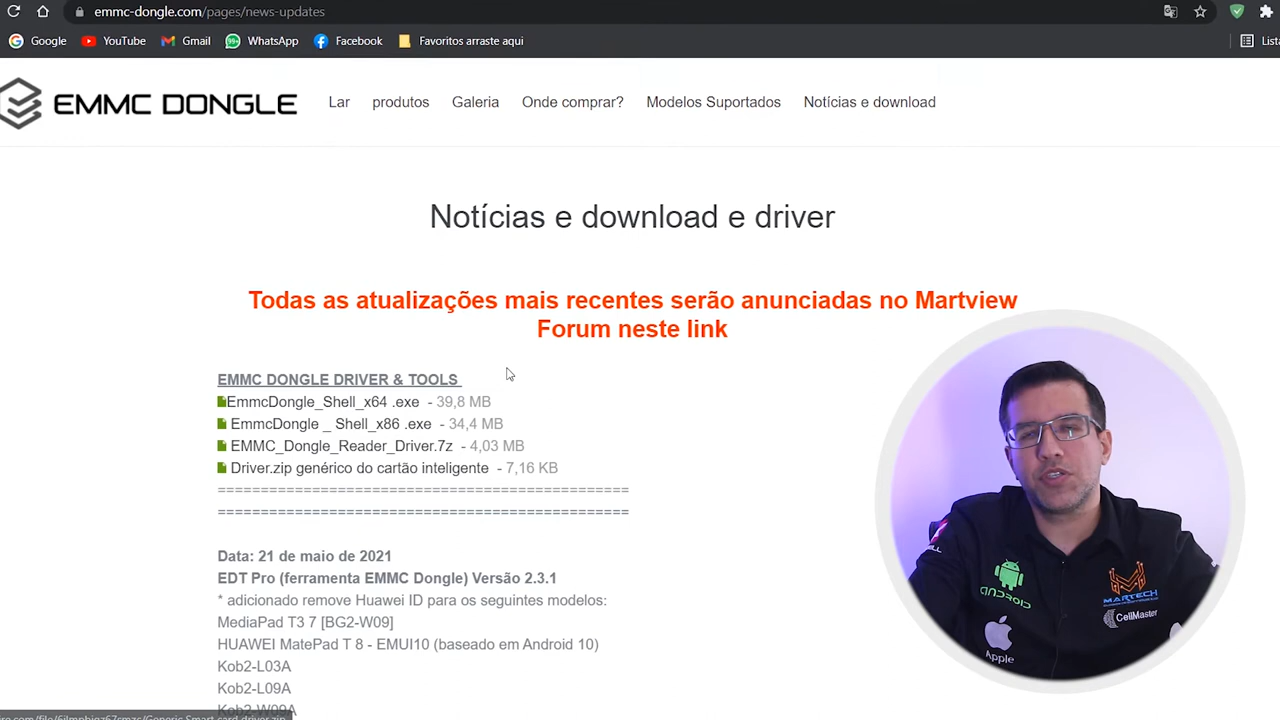 emmc-dongle.com/pages/news-updates
Google YouTube Gmail 99+ WhatsApp Facebook Favoritos arraste aqui
EMMC DONGLE Lar produtos Galeria Onde comprar? Modelos Suportados Notícias e download
Notícias e download e driver
Todas as atualizações mais recentes serão anunciadas no Martview
Forum neste link
EMMC DONGLE DRIVER & TOOLS
EmmcDongle_Shell_x64 .exe - 39,8 MB
EmmcDongle _ Shell_x86 .exe - 34,4 MB
EMMC_Dongle_Reader_Driver.7z - 4,03 MB
Driver.zip genérico do cartão inteligente - 7,16 KB
===============================================
===============================================
Data: 21 de maio de 2021
EDT Pro (ferramenta EMMC Dongle) Versão 2.3.1
* adicionado remove Huawei ID para os seguintes modelos:
MediaPad T3 7 [BG2-W09]
HUAWEI MatePad T 8 - EMUI10 (baseado em Android 10)
Kob2-L03A
Kob2-L09A
Kob2-W09A
ANDROID
MARTECH
CellMaster
Apple